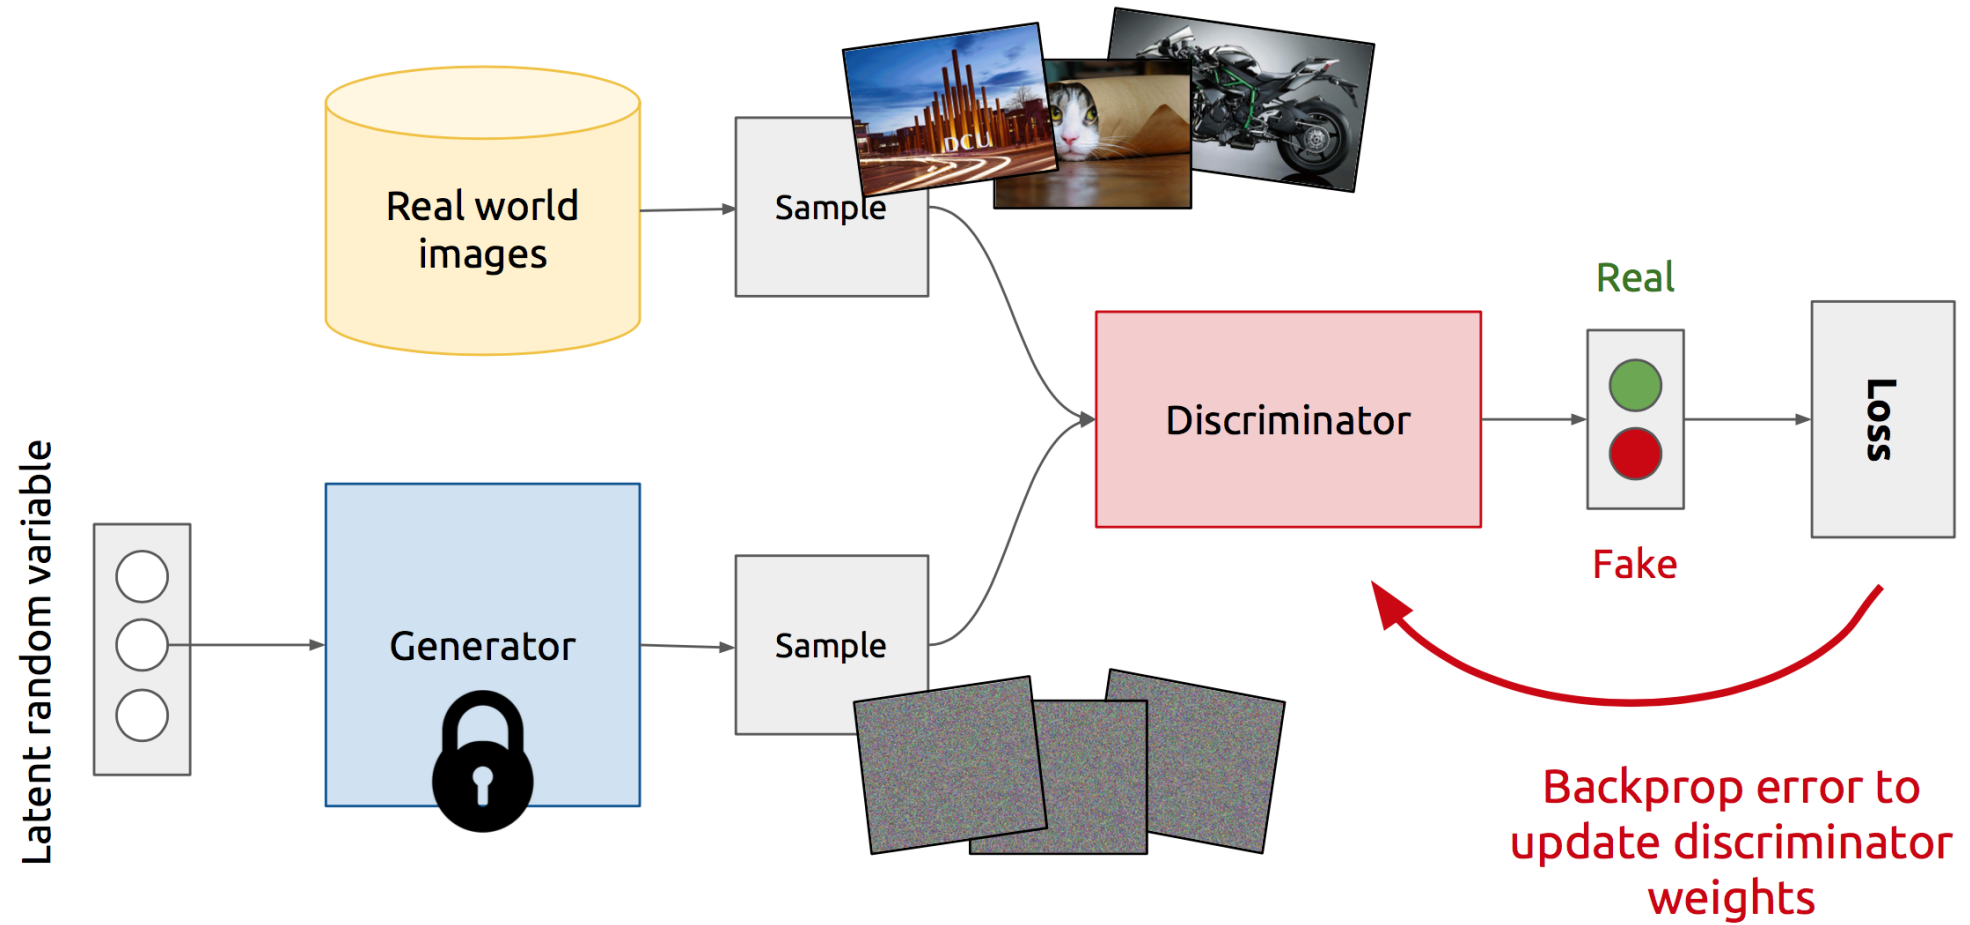 Real world
images
Sample
DCU
Real
Discriminator
Loss
Fake
Latent random variable
Generator
Sample
Backprop error to
update discriminator
weights